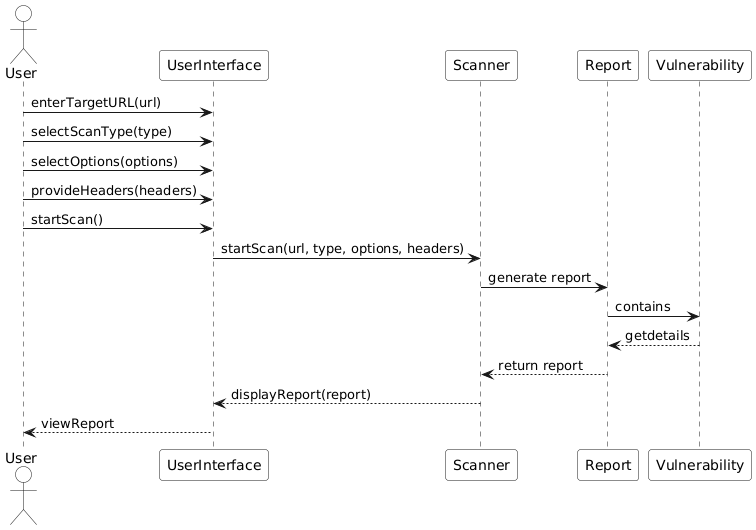 User
UserInterface
Scanner
Report
Vulnerability
enterTargetURL(url)
selectScanType(type)
selectOptions(options)
provideHeaders(headers)
startScan()
startScan(url, type, options, headers)
generate report
contains
getdetails
return report
displayReport(report)
viewReport
User
UserInterface
Scanner
Report
Vulnerability